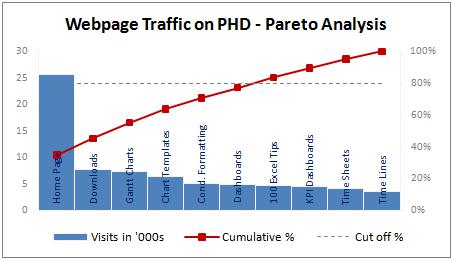 Webpage Traffic on PHD - Pareto Analysis
30
25
20
15
10
5
0
100%
80%
60%
40%
20%
0%
Home Page
Downloads
Gantt Charts
Chart Templates
Cond. Formatting
Dashboards
100 Excel Tips
KPI Dashboards
Time Sheets
Time Lines
Visits in '000s
Cumulative %
Cut off %